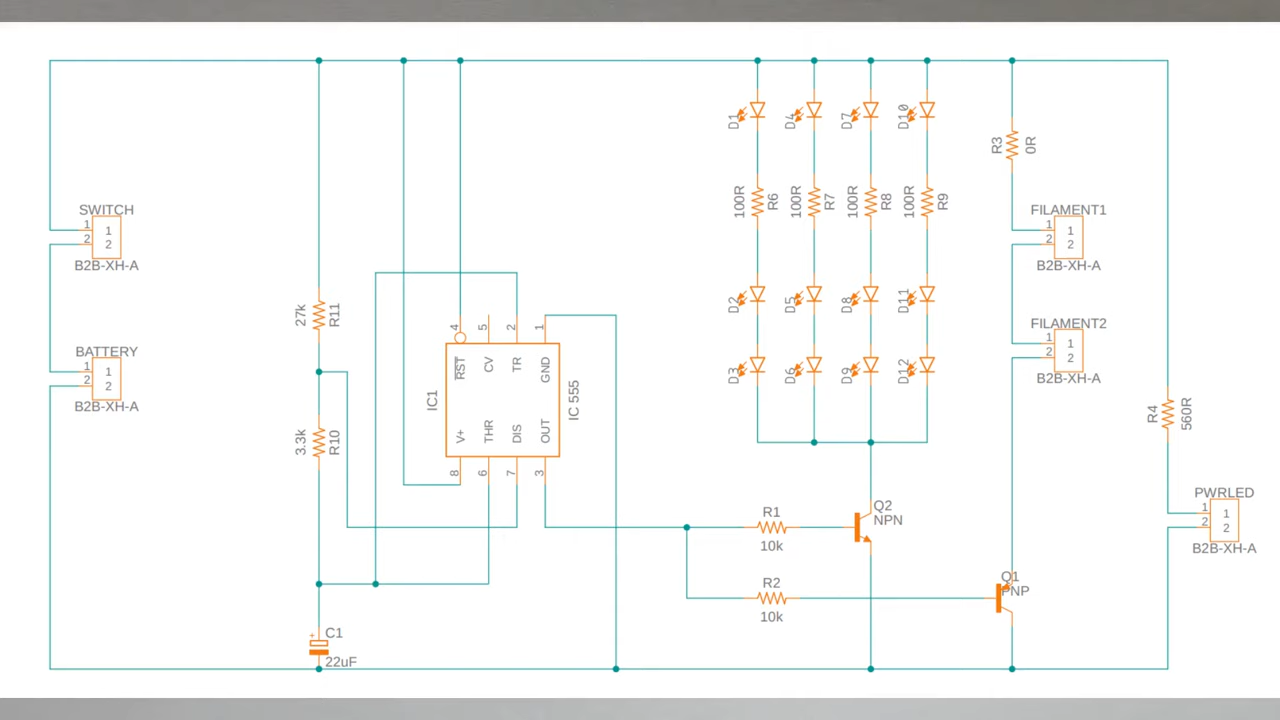 SWITCH
1
2
1
2
B2B-XH-A
BATTERY
1
2
1
2
B2B-XH-A
27k
R11
3.3k
R10
C1
+
22uF
4
5
2
1
RST
CV
TR
GND
IC1
IC 555
V+
THR
DIS
OUT
8
6
7
3
D1
D4
D7
D10
100R
R6
100R
R7
100R
R8
100R
R9
D2
D5
D8
D11
D3
D6
D9
D12
R1
10k
R2
10k
Q2
NPN
Q1
PNP
R3
0R
FILAMENT1
1
2
1
2
B2B-XH-A
FILAMENT2
1
2
1
2
B2B-XH-A
R4
560R
PWRLED
1
2
1
2
B2B-XH-A